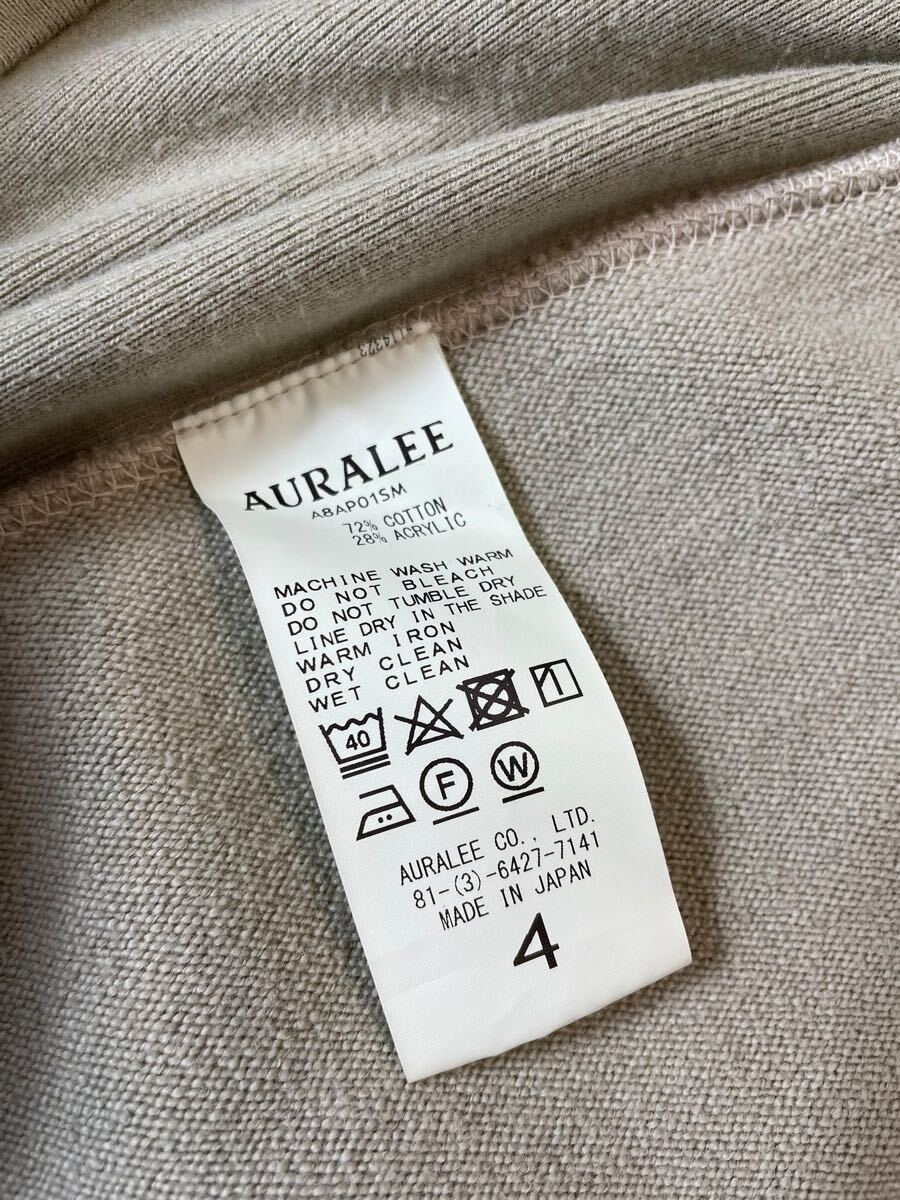 AURALEE
A8AP01SM
72% COTTON
28% ACRYLIC
MACHINE WASH WARM
DO NOT BLEACH
DO NOT TUMBLE DRY
LINE DRY IN THE SHADE
WARM IRON
DRY CLEAN
WET CLEAN
40
F W
AURALEE CO., LTD.
81-(3)-6427-7141
MADE IN JAPAN
4